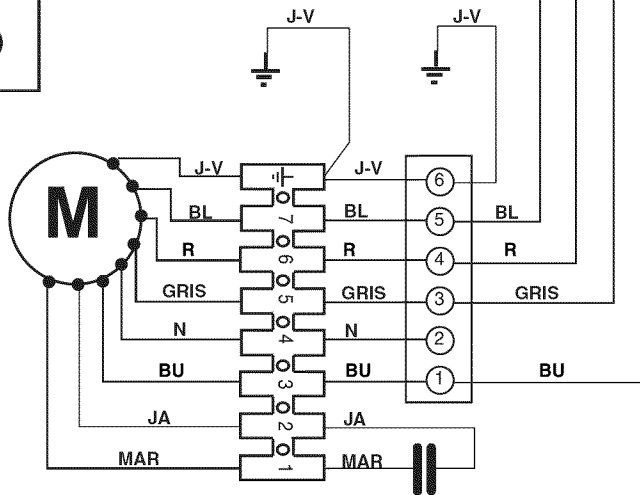 J-V J-V
J-V J-V 6
M
BL 7 BL 5 BL
R 6 R 4 R
GRIS 5 GRIS 3 GRIS
N 4 N 2
BU 3 BU 1 BU
JA 2 JA
MAR 1 MAR